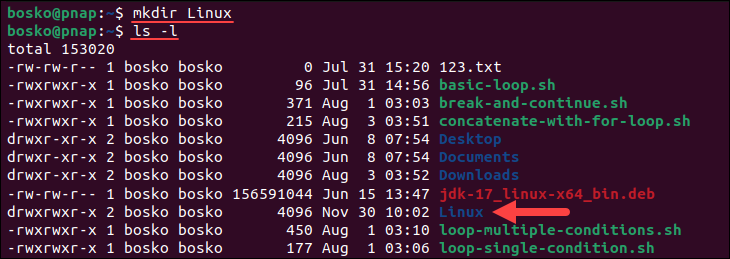 bosko@pnap:~$ mkdir Linux
bosko@pnap:~$ ls -l
total 153020
-rw-rw-r-- 1 bosko bosko         0 Jul 31 15:20 123.txt
-rwxrwxr-x 1 bosko bosko        96 Jul 31 14:56 basic-loop.sh
-rwxrwxr-x 1 bosko bosko       371 Aug  1 03:03 break-and-continue.sh
-rwxrwxr-x 1 bosko bosko       215 Aug  3 03:51 concatenate-with-for-loop.sh
drwxr-xr-x 2 bosko bosko      4096 Jun  8 07:54 Desktop
drwxr-xr-x 2 bosko bosko      4096 Jun  8 07:54 Documents
drwxr-xr-x 2 bosko bosko      4096 Aug  3 03:52 Downloads
-rw-rw-r-- 1 bosko bosko 156591044 Jun 15 13:47 jdk-17_linux-x64_bin.deb
drwxrwxr-x 2 bosko bosko      4096 Nov 30 10:02 Linux
-rwxrwxr-x 1 bosko bosko       450 Aug  1 03:10 loop-multiple-conditions.sh
-rwxrwxr-x 1 bosko bosko       177 Aug  1 03:06 loop-single-condition.sh